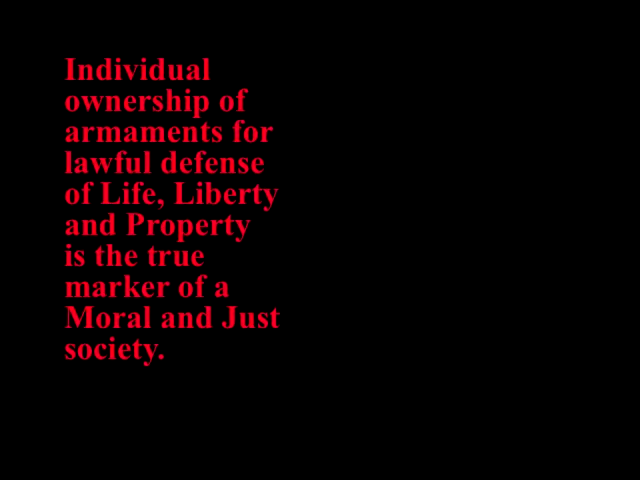 Individual
ownership of
armaments for
lawful defense
of Life, Liberty
and Property
is the true
marker of a
Moral and Just
society.